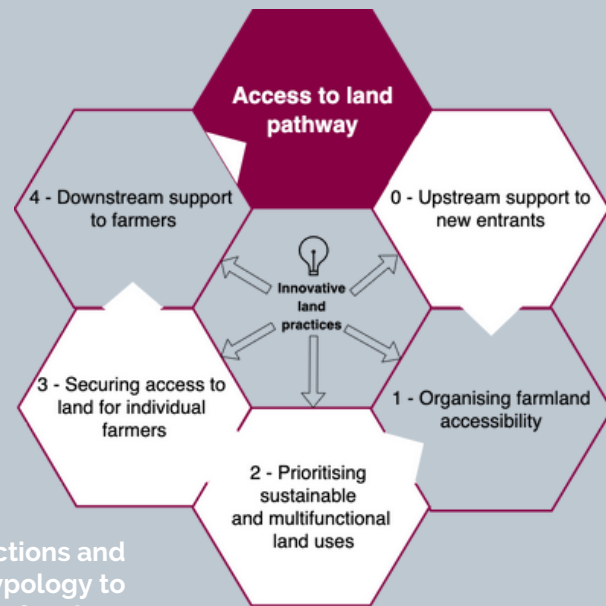 Access to land
pathway
0 - Upstream support to
new entrants
1 - Organising farmland
accessibility
2 - Prioritising
sustainable
and multifunctional
land uses
3 - Securing access to
land for individual
farmers
4 - Downstream support
to farmers
Innovative
land
practices
ctions and
ypology to